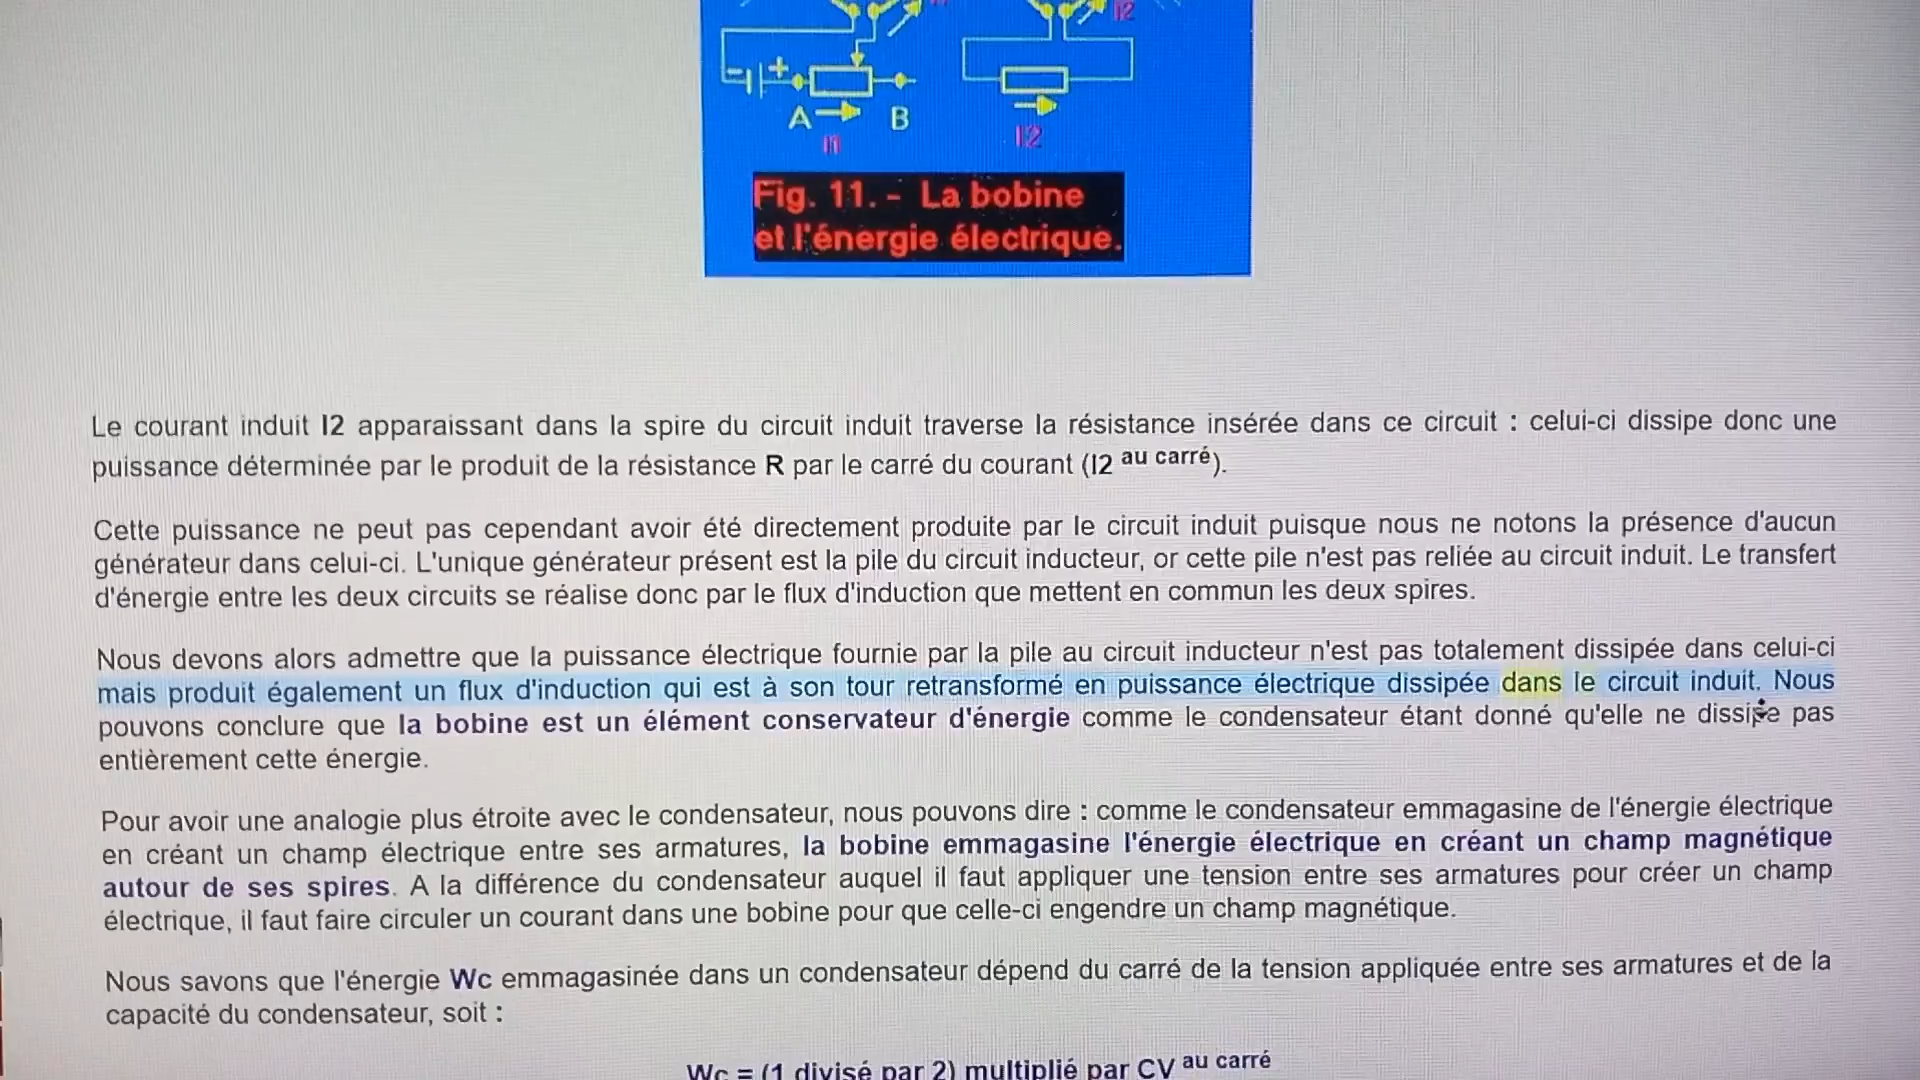 I2
- +
A B
I1 I2
Fig. 11. - La bobine
et l'énergie électrique.
Le courant induit I2 apparaissant dans la spire du circuit induit traverse la résistance insérée dans ce circuit : celui-ci dissipe donc une
puissance déterminée par le produit de la résistance R par le carré du courant (I2 au carré).
Cette puissance ne peut pas cependant avoir été directement produite par le circuit induit puisque nous ne notons la présence d'aucun
générateur dans celui-ci. L'unique générateur présent est la pile du circuit inducteur, or cette pile n'est pas reliée au circuit induit. Le transfert
d'énergie entre les deux circuits se réalise donc par le flux d'induction que mettent en commun les deux spires.
Nous devons alors admettre que la puissance électrique fournie par la pile au circuit inducteur n'est pas totalement dissipée dans celui-ci
mais produit également un flux d'induction qui est à son tour retransformé en puissance électrique dissipée dans le circuit induit. Nous
pouvons conclure que la bobine est un élément conservateur d'énergie comme le condensateur étant donné qu'elle ne dissipe pas
entièrement cette énergie.
Pour avoir une analogie plus étroite avec le condensateur, nous pouvons dire : comme le condensateur emmagasine de l'énergie électrique
en créant un champ électrique entre ses armatures, la bobine emmagasine l'énergie électrique en créant un champ magnétique
autour de ses spires. A la différence du condensateur auquel il faut appliquer une tension entre ses armatures pour créer un champ
électrique, il faut faire circuler un courant dans une bobine pour que celle-ci engendre un champ magnétique.
Nous savons que l'énergie Wc emmagasinée dans un condensateur dépend du carré de la tension appliquée entre ses armatures et de la
capacité du condensateur, soit :
Wc = (1 divisé par 2) multiplié par CV au carré